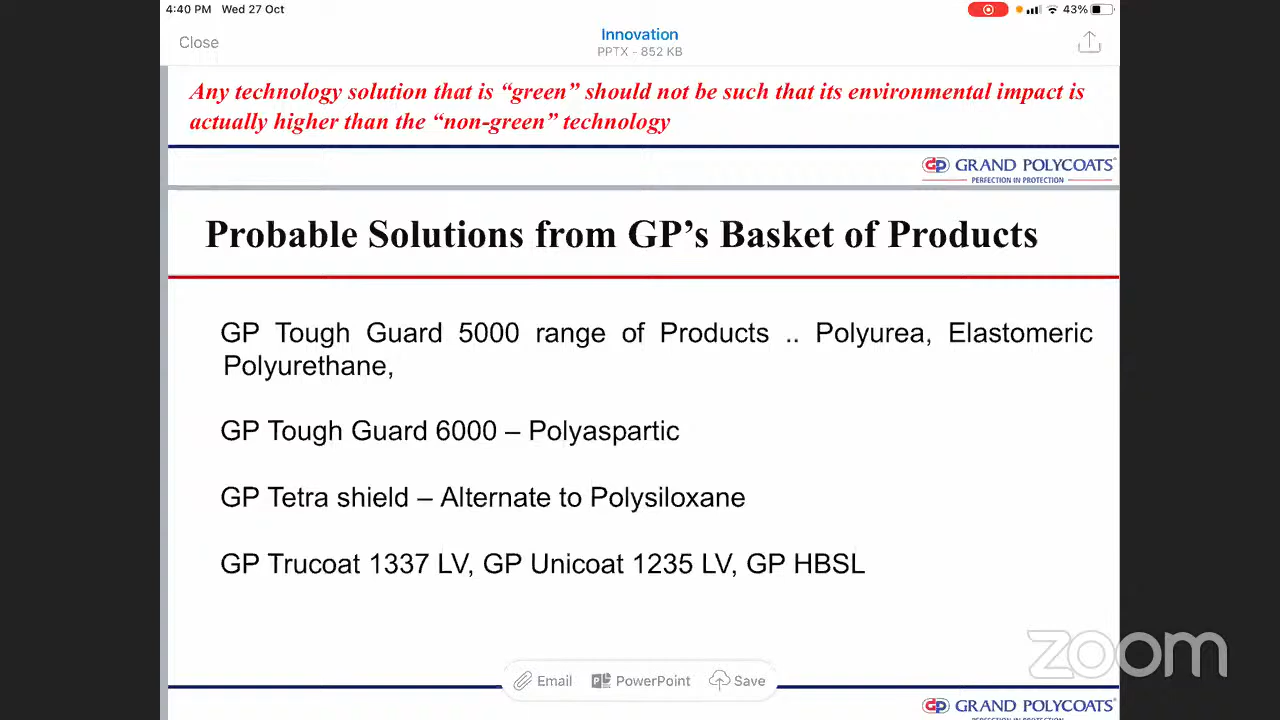 4:40 PM Wed 27 Oct
43%
Close
Innovation
PPTX - 852 KB
Any technology solution that is “green” should not be such that its environmental impact is
actually higher than the “non-green” technology
GP GRAND POLYCOATS®
PERFECTION IN PROTECTION
Probable Solutions from GP’s Basket of Products
GP Tough Guard 5000 range of Products .. Polyurea, Elastomeric
Polyurethane,
GP Tough Guard 6000 – Polyaspartic
GP Tetra shield – Alternate to Polysiloxane
GP Trucoat 1337 LV, GP Unicoat 1235 LV, GP HBSL
zoom
Email PowerPoint Save
GP GRAND POLYCOATS®
PERFECTION IN PROTECTION